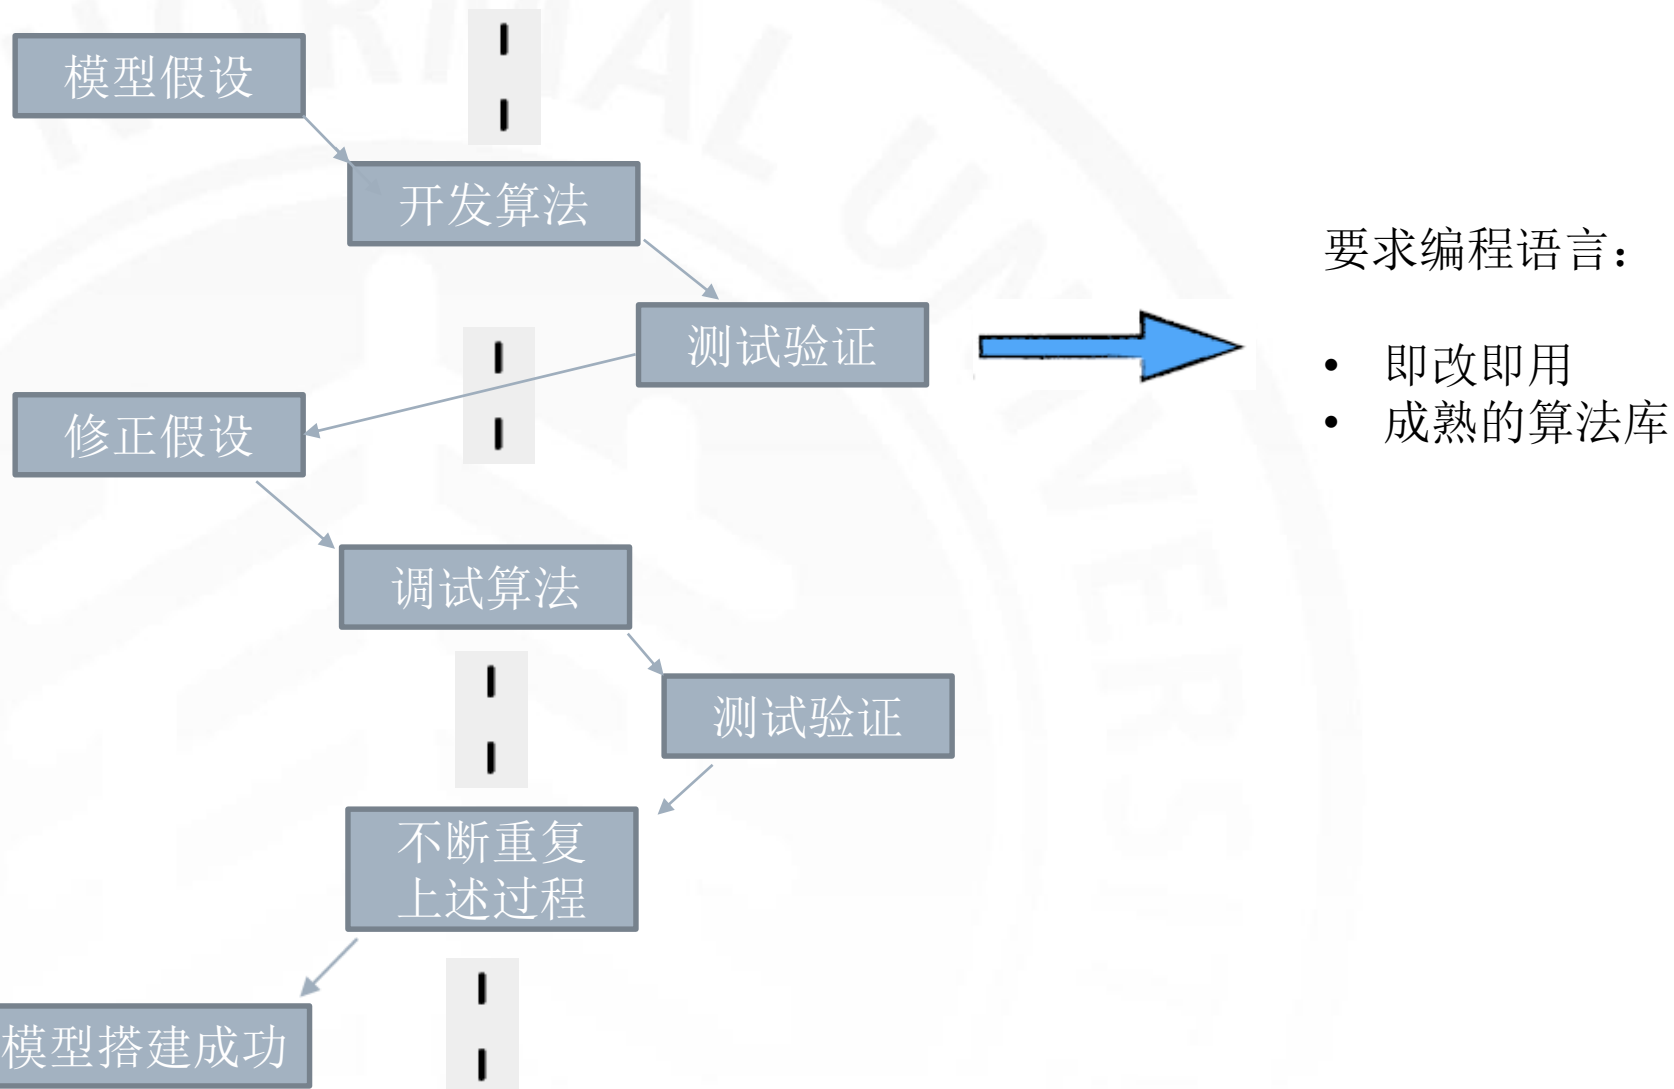 模型假设
开发算法
测试验证
修正假设
调试算法
测试验证
不断重复
上述过程
模型搭建成功
要求编程语言：
• 即改即用
• 成熟的算法库
NORMAL UNIVERSITY